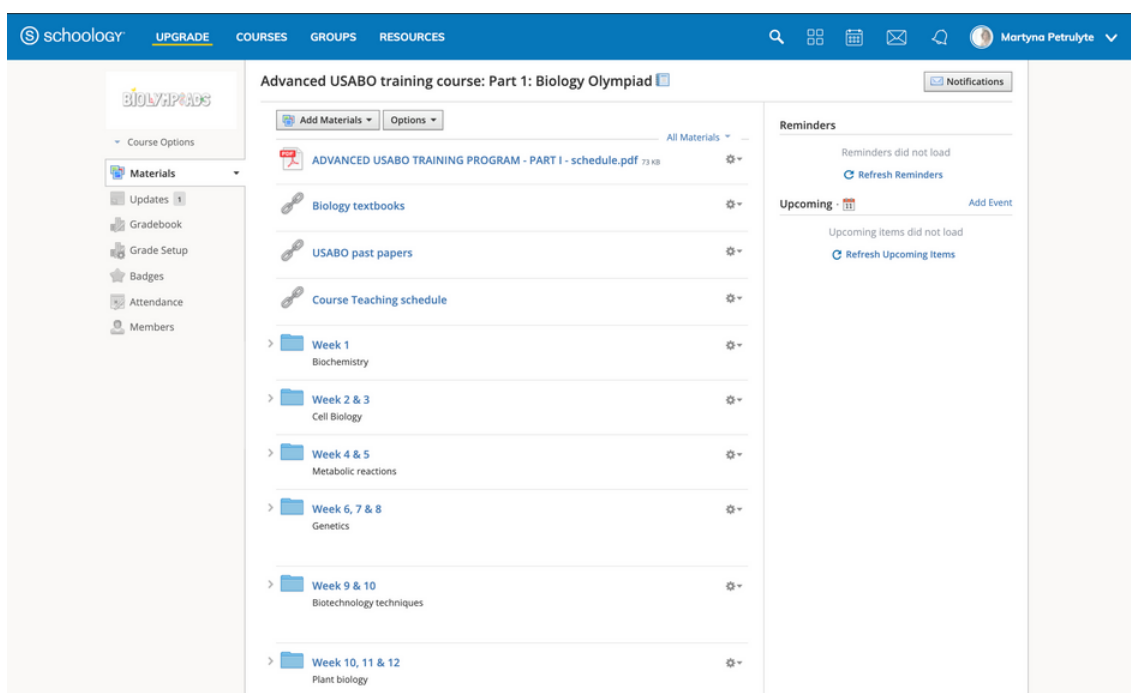 schoology UPGRADE COURSES GROUPS RESOURCES Martyna Petrulyte
BIOLYMPIADS
Course Options
Materials
Updates 1
Gradebook
Grade Setup
Badges
Attendance
Members
Advanced USABO training course: Part 1: Biology Olympiad
Notifications
Add Materials Options
All Materials
PDF
ADVANCED USABO TRAINING PROGRAM - PART I - schedule.pdf 73 KB
Biology textbooks
USABO past papers
Course Teaching schedule
Week 1
Biochemistry
Week 2 & 3
Cell Biology
Week 4 & 5
Metabolic reactions
Week 6, 7 & 8
Genetics
Week 9 & 10
Biotechnology techniques
Week 10, 11 & 12
Plant biology
Reminders
Reminders did not load
Refresh Reminders
Upcoming · Add Event
Upcoming items did not load
Refresh Upcoming Items